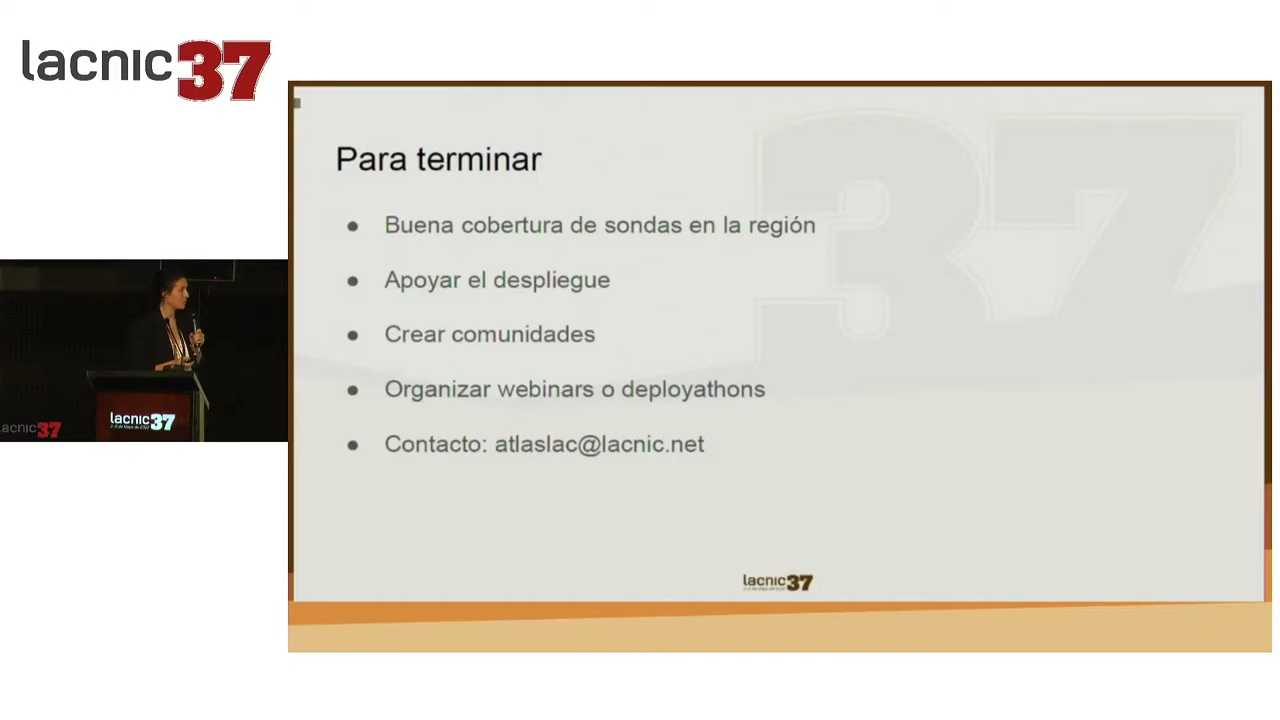 lacnic37
Para terminar
● Buena cobertura de sondas en la región
● Apoyar el despliegue
● Crear comunidades
● Organizar webinars o deployathons
● Contacto: atlaslac@lacnic.net
37
lacnic37
lacnic37
lacnic37